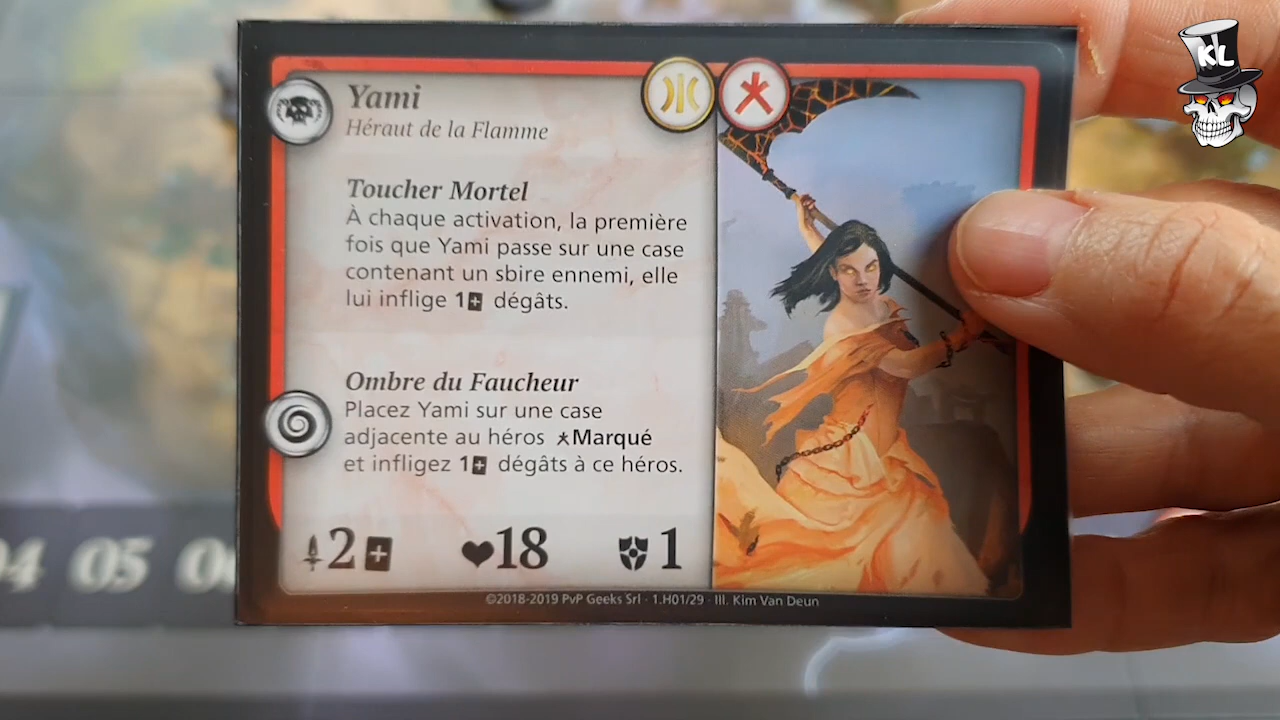 KL
Yami
Héraut de la Flamme
Toucher Mortel
À chaque activation, la première
fois que Yami passe sur une case
contenant un sbire ennemi, elle
lui inflige 1 dégâts.
Ombre du Faucheur
Placez Yami sur une case
adjacente au héros Marqué
et infligez 1 dégâts à ce héros.
2 + 18 1
©2018-2019 PvP Geeks Srl · 1.H01/29 · Ill. Kim Van Deun
04 05